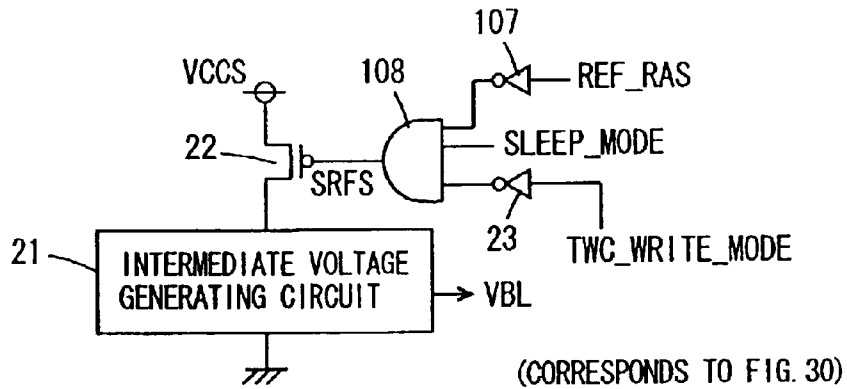 107
VCCS
108
REF_RAS
22
SLEEP_MODE
SRFS
23
21
TWC_WRITE_MODE
INTERMEDIATE VOLTAGE
GENERATING CIRCUIT
VBL
(CORRESPONDS TO FIG. 30)